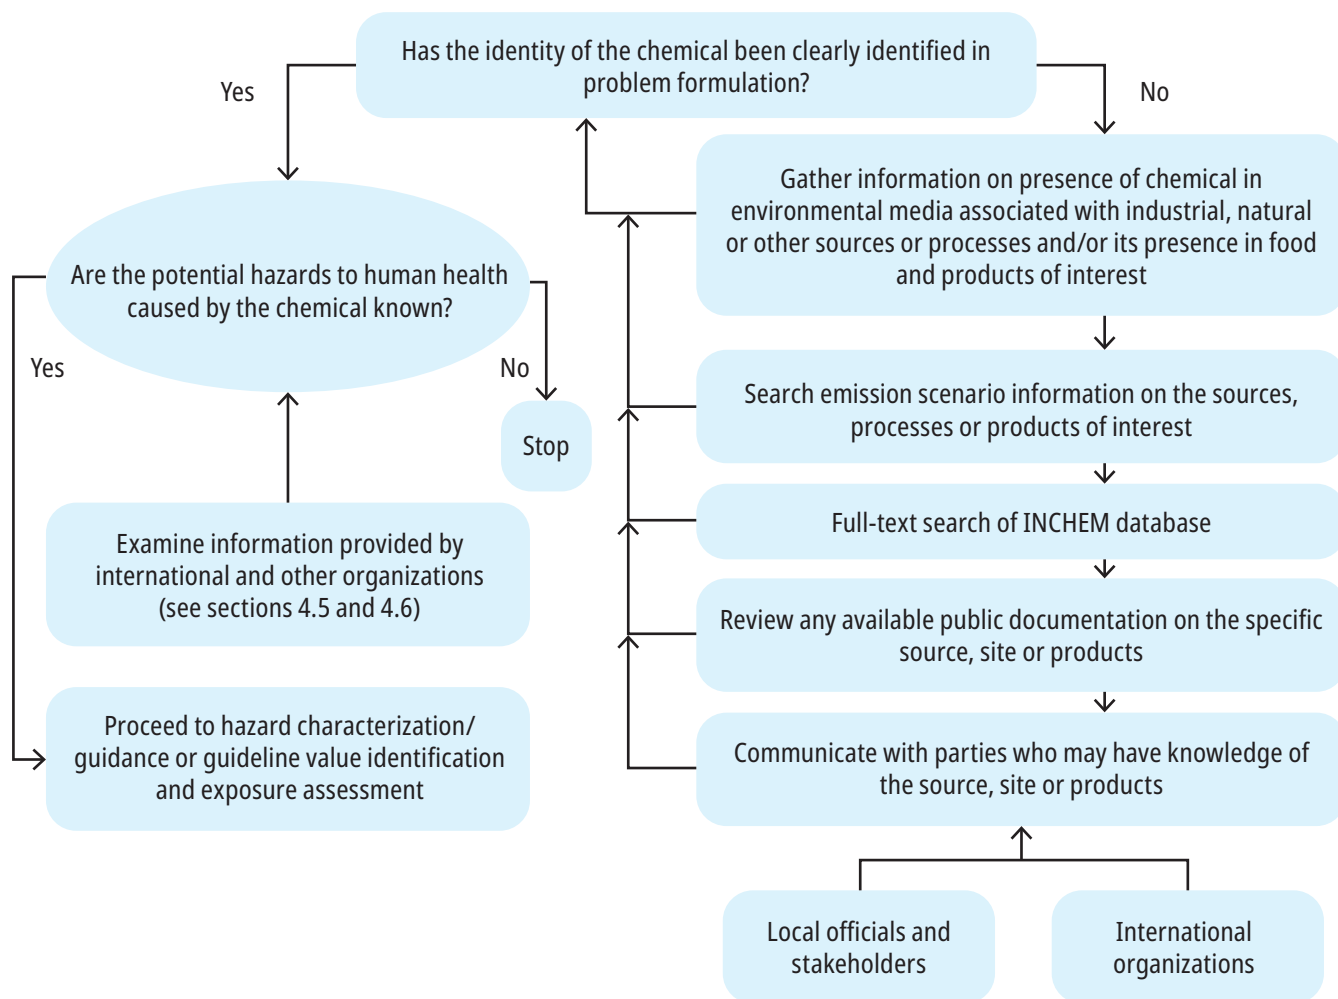 Has the identity of the chemical been clearly identified in
problem formulation?
Yes
No
Gather information on presence of chemical in
environmental media associated with industrial, natural
or other sources or processes and/or its presence in food
and products of interest
Are the potential hazards to human health
caused by the chemical known?
Yes
No
Stop
Search emission scenario information on the sources,
processes or products of interest
Full-text search of INCHEM database
Examine information provided by
international and other organizations
(see sections 4.5 and 4.6)
Review any available public documentation on the specific
source, site or products
Proceed to hazard characterization/
guidance or guideline value identification
and exposure assessment
Communicate with parties who may have knowledge of
the source, site or products
Local officials and
stakeholders
International
organizations